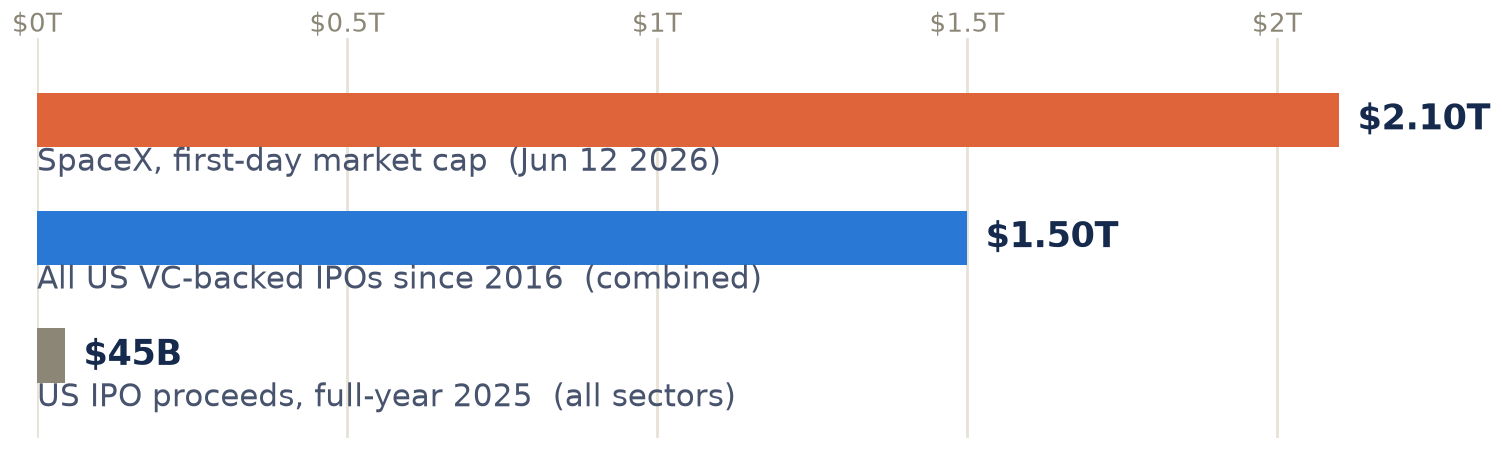 $0T $0.5T $1T $1.5T $2T
$2.10T
SpaceX, first-day market cap (Jun 12 2026)
$1.50T
All US VC-backed IPOs since 2016 (combined)
$45B
US IPO proceeds, full-year 2025 (all sectors)